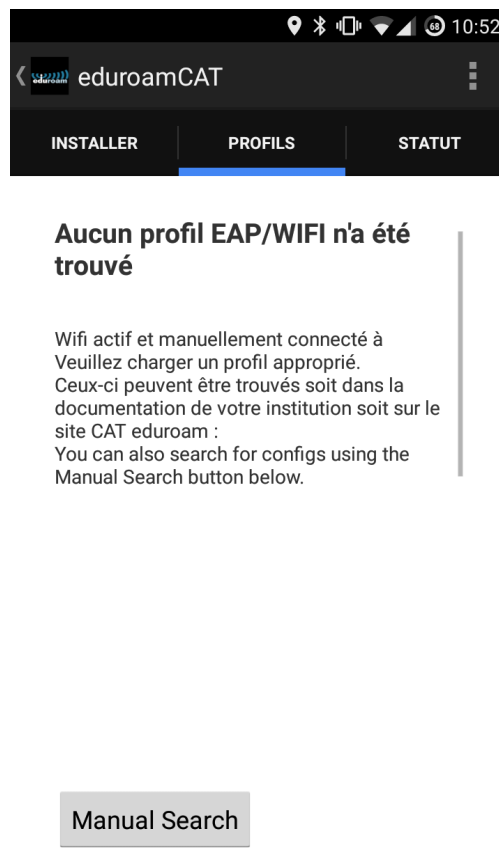 68 10:52
eduroam eduroamCAT
INSTALLER PROFILS STATUT
Aucun profil EAP/WIFI n'a été
trouvé
Wifi actif et manuellement connecté à
Veuillez charger un profil approprié.
Ceux-ci peuvent être trouvés soit dans la
documentation de votre institution soit sur le
site CAT eduroam :
You can also search for configs using the
Manual Search button below.
Manual Search